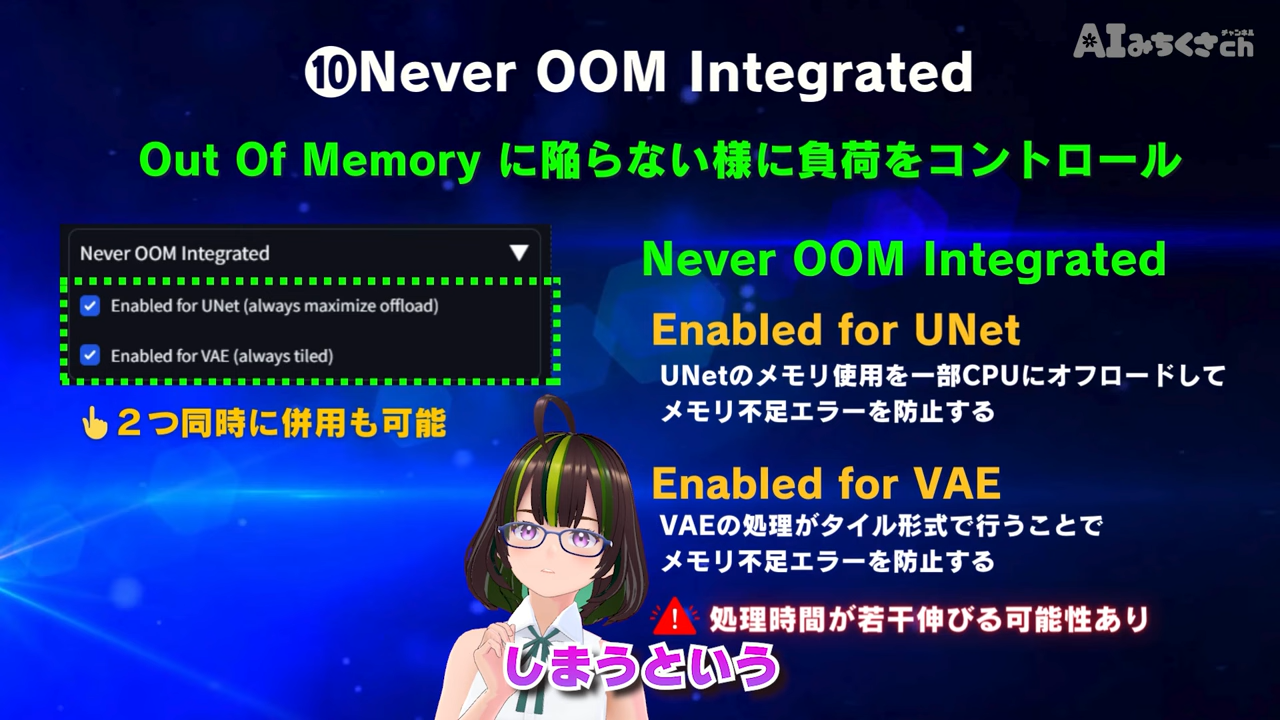 AIみちくさch
チャンネル
❿Never OOM Integrated
Out Of Memory に陥らない様に負荷をコントロール
Never OOM Integrated ▼
Enabled for UNet (always maximize offload)
Enabled for VAE (always tiled)
👆２つ同時に併用も可能
Never OOM Integrated
Enabled for UNet
UNetのメモリ使用を一部CPUにオフロードして
メモリ不足エラーを防止する
Enabled for VAE
VAEの処理がタイル形式で行うことで
メモリ不足エラーを防止する
処理時間が若干伸びる可能性あり
しまうという